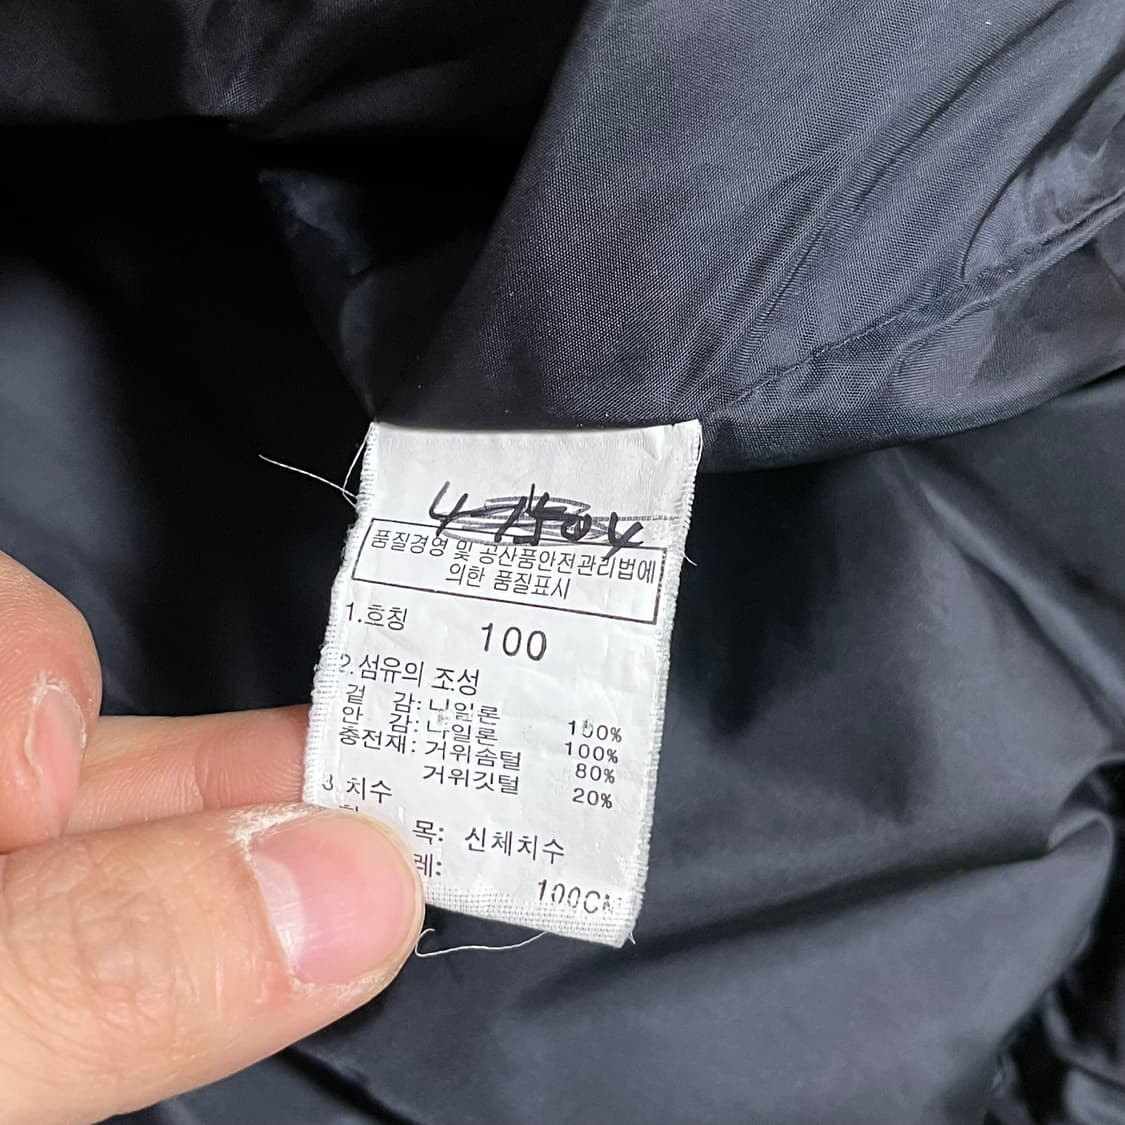 품질경영 및 공산품안전관리법에
의한 품질표시
1.호칭 100
2.섬유의 조성
겉 감: 나일론 100%
안 감: 나일론 100%
충전재: 거위솜털 80%
거위깃털 20%
3.치수
목: 신체치수
레:
100CM